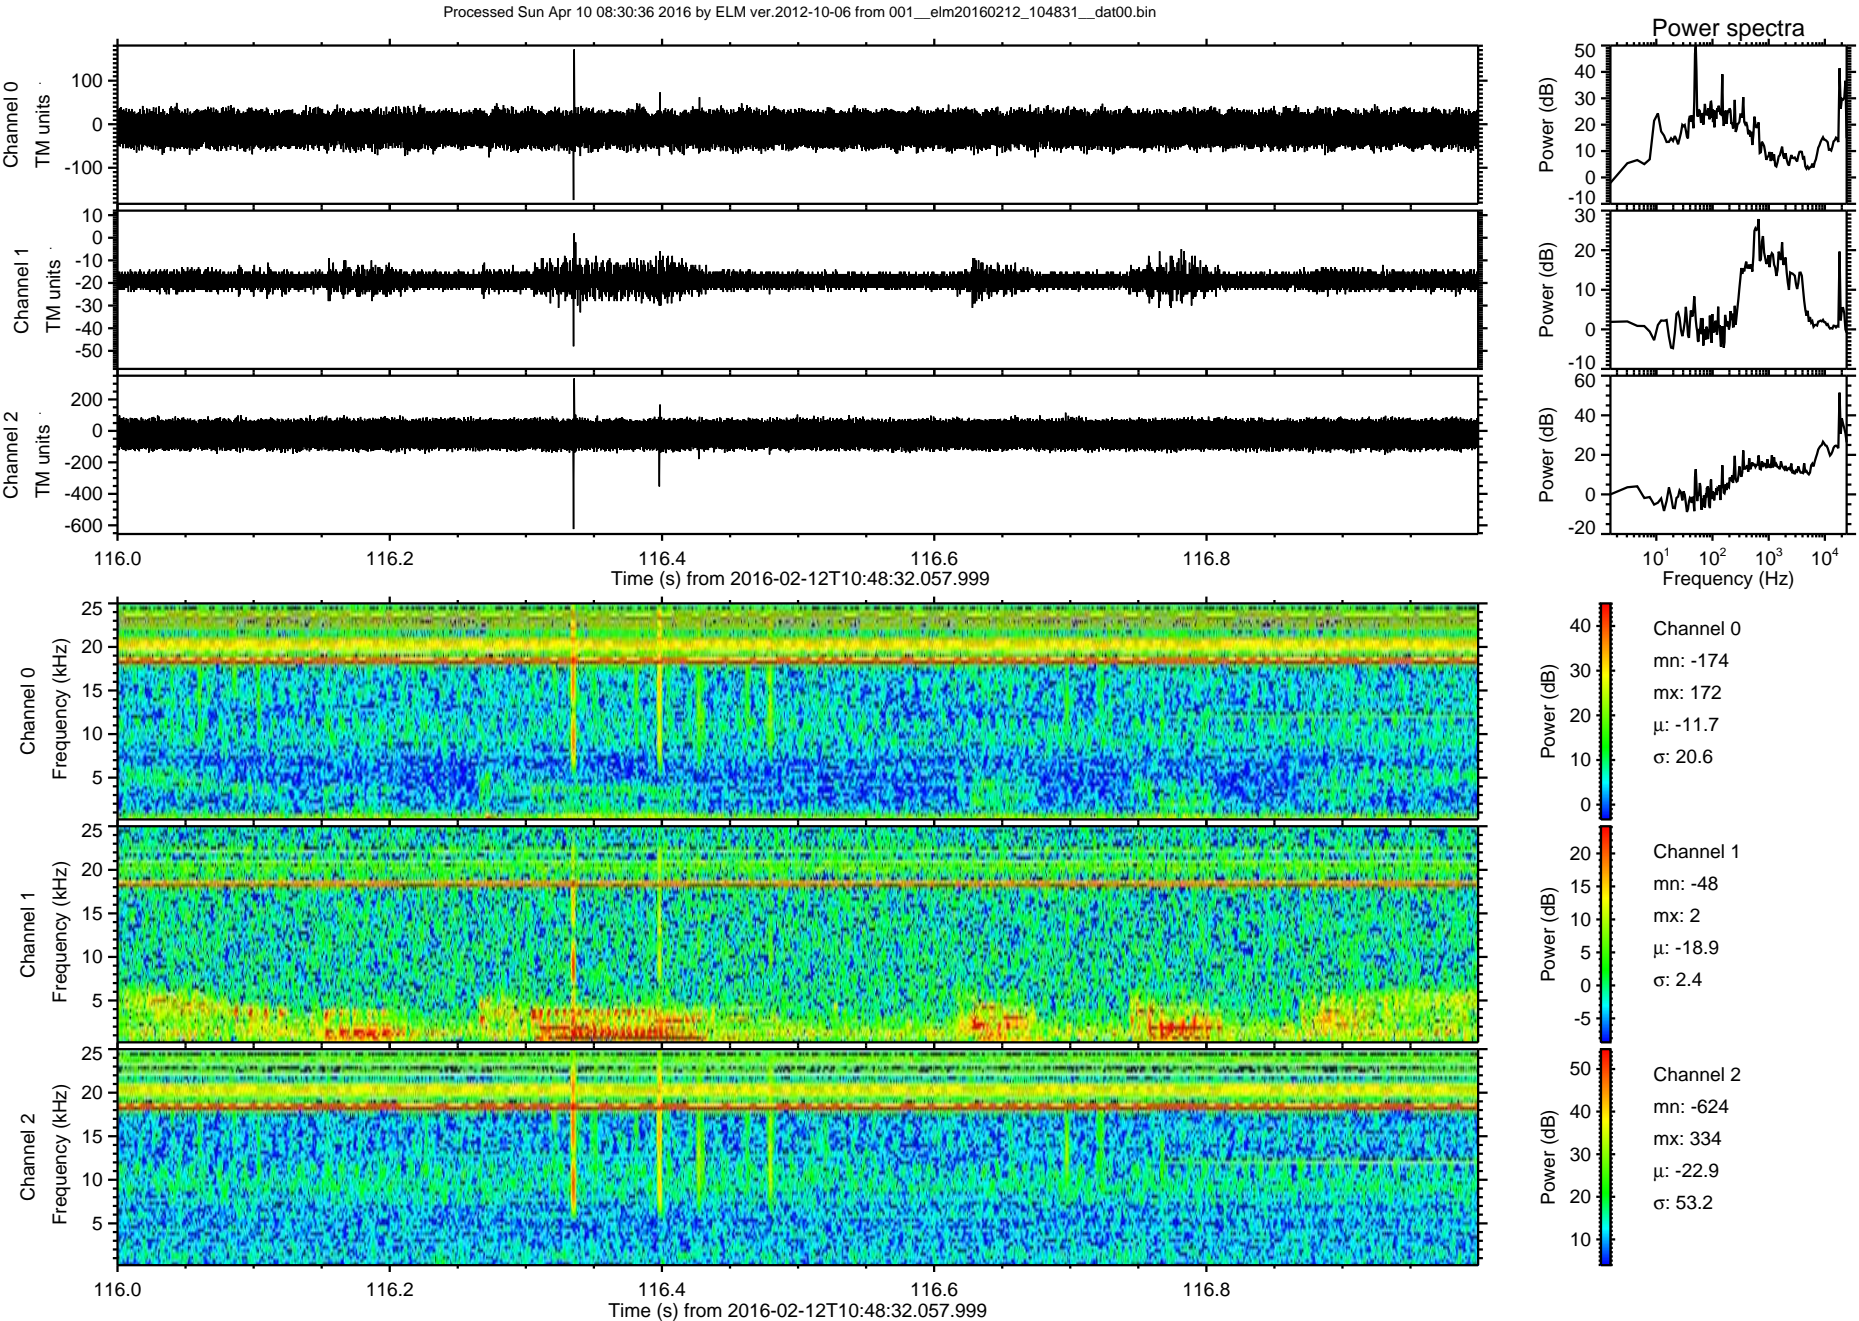 Processed Sun Apr 10 08:30:36 2016 by ELM ver.2012-10-06 from 001__elm20160212_104831__dat00.bin
Power spectra
Channel 0
TM units
100
0
-100
Power (dB)
50
40
30
20
10
0
-10
Channel 1
TM units
10
0
-10
-20
-30
-40
-50
Power (dB)
30
20
10
0
-10
Channel 2
TM units
200
0
-200
-400
-600
Power (dB)
60
40
20
0
-20
116.0 116.2 116.4 116.6 116.8
Time (s) from 2016-02-12T10:48:32.057.999
10^1 10^2 10^3 10^4
Frequency (Hz)
Channel 0
Frequency (kHz)
25
20
15
10
5
Power (dB)
40
30
20
10
0
Channel 0
mn: -174
mx: 172
µ: -11.7
σ: 20.6
Channel 1
Frequency (kHz)
25
20
15
10
5
Power (dB)
20
15
10
5
0
-5
Channel 1
mn: -48
mx: 2
µ: -18.9
σ: 2.4
Channel 2
Frequency (kHz)
25
20
15
10
5
Power (dB)
50
40
30
20
10
Channel 2
mn: -624
mx: 334
µ: -22.9
σ: 53.2
116.0 116.2 116.4 116.6 116.8
Time (s) from 2016-02-12T10:48:32.057.999